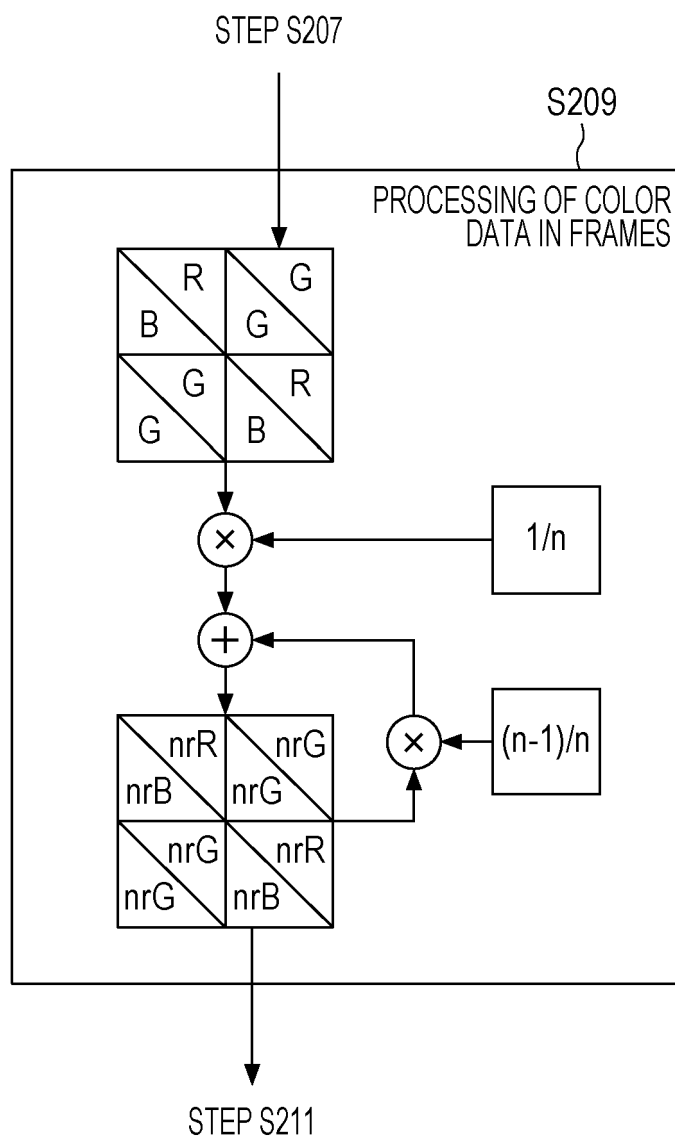 STEP S207
S209
PROCESSING OF COLOR
DATA IN FRAMES
R G
B G
G R
G B
×
1/n
+
×
(n-1)/n
nrR nrG
nrB nrG
nrG nrR
nrG nrB
STEP S211